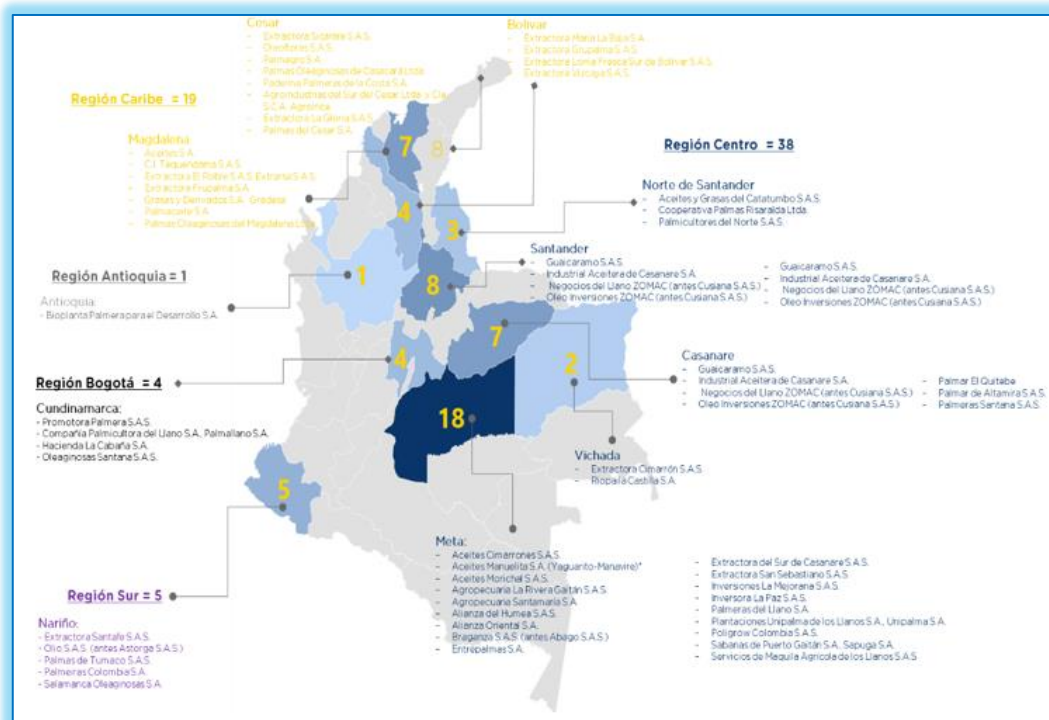 Cesar
- Extractora Sicarare S.A.S.
- Oleoflores S.A.S.
- Palmagro S.A.
- Palmas Oleaginosas de Casacará Ltda.
- Padelma Palmeras de la Costa S.A.
- Agroindustrias del Sur del Cesar Ltda. y Cía.
S.C.A. Agroince
- Extractora La Gloria S.A.S.
- Palmas del Cesar S.A.
Bolívar
- Extractora María La Baja S.A.
- Extractora Grupalma S.A.S.
- Extractora Loma Fresca Sur de Bolívar S.A.S.
- Extractora Vizcaya S.A.S.
Región Caribe = 19
Magdalena
- Aceites S.A.
- C.I. Tequendama S.A.S.
- Extractora El Roble S.A.S. Extrarsa S.A.S.
- Extractora Frupalma S.A.
- Grasas y Derivados S.A. Gradesa
- Palmaceite S.A.
- Palmas Oleaginosas del Magdalena Ltda.
7
8
4
3
1
8
7
4
2
18
5
Región Centro = 38
Norte de Santander
- Aceites y Grasas del Catatumbo S.A.S.
- Cooperativa Palmas Risaralda Ltda.
- Palmicultores del Norte S.A.S.
Santander
- Guaicaramo S.A.S.
- Industrial Aceitera de Casanare S.A.
- Negocios del Llano ZOMAC (antes Cusiana S.A.S.)
- Oleo Inversiones ZOMAC (antes Cusiana S.A.S.)
- Guaicaramo S.A.S.
- Industrial Aceitera de Casanare S.A.
- Negocios del Llano ZOMAC (antes Cusiana S.A.S.)
- Oleo Inversiones ZOMAC (antes Cusiana S.A.S.)
Región Antioquia = 1
Antioquia:
- Bioplanta Palmera para el Desarrollo S.A.
Casanare
- Guaicaramo S.A.S.
- Industrial Aceitera de Casanare S.A.
- Negocios del Llano ZOMAC (antes Cusiana S.A.S.)
- Oleo Inversiones ZOMAC (antes Cusiana S.A.S.)
- Palmar El Quitebe
- Palmar de Altamira S.A.S.
- Palmeras Santana S.A.S.
Región Bogotá = 4
Cundinamarca:
- Promotora Palmera S.A.S.
- Compañía Palmicultora del Llano S.A. Palmallano S.A.
- Hacienda La Cabaña S.A.
- Oleaginosas Santana S.A.S.
Vichada
- Extractora Cimarrón S.A.S.
- Riopaila Castilla S.A.
Región Sur = 5
Nariño:
- Extractora Santafe S.A.S.
- Olio S.A.S. (antes Astorga S.A.S.)
- Palmas de Tumaco S.A.S.
- Palmeiras Colombia S.A.
- Salamanca Oleaginosas S.A.
Meta:
- Aceites Cimarrones S.A.S.
- Aceites Manuelita S.A. (Yaguarito-Manavire)*
- Aceites Morichal S.A.S.
- Agropecuaria La Rivera Gaitán S.A.S.
- Agropecuaria Santamaría S.A.
- Alianza del Humea S.A.S.
- Alianza Oriental S.A.
- Braganza S.A.S (antes Abago S.A.S.)
- Entrepalmas S.A.
- Extractora del Sur de Casanare S.A.S.
- Extractora San Sebastiano S.A.S.
- Inversiones La Mejorana S.A.S.
- Inversora La Paz S.A.S.
- Palmeras del Llano S.A.
- Plantaciones Unipalma de los Llanos S.A., Unipalma S.A.
- Poligrow Colombia S.A.S.
- Sabanas de Puerto Gaitán S.A. Sapuga S.A.
- Servicios de Maquila Agrícola de los Llanos S.A.S